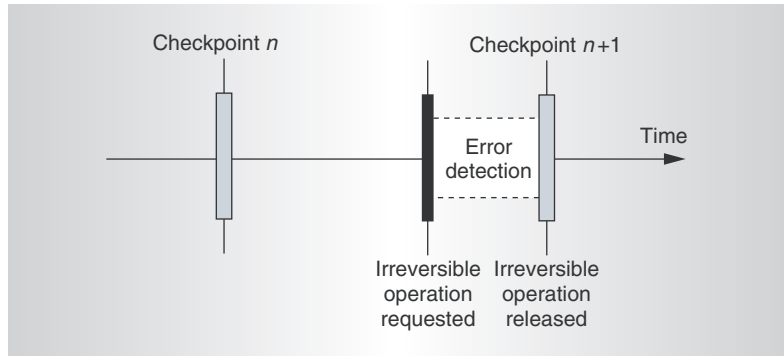 Checkpoint n
Checkpoint n+1
Time
Error
detection
Irreversible
operation
requested
Irreversible
operation
released